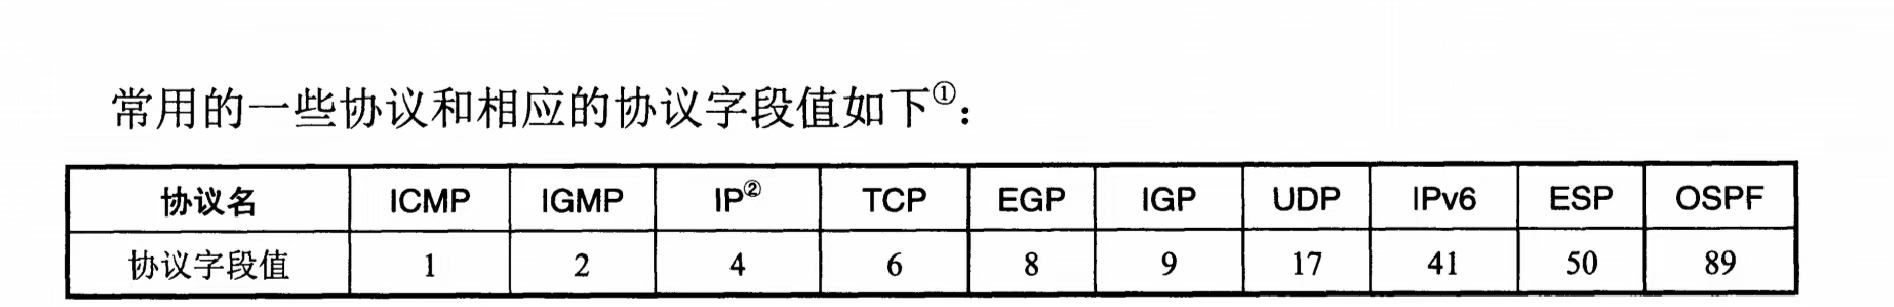 常用的一些协议和相应的协议字段值如下①：
协议名 ICMP IGMP IP② TCP EGP IGP UDP IPv6 ESP OSPF
协议字段值 1 2 4 6 8 9 17 41 50 89